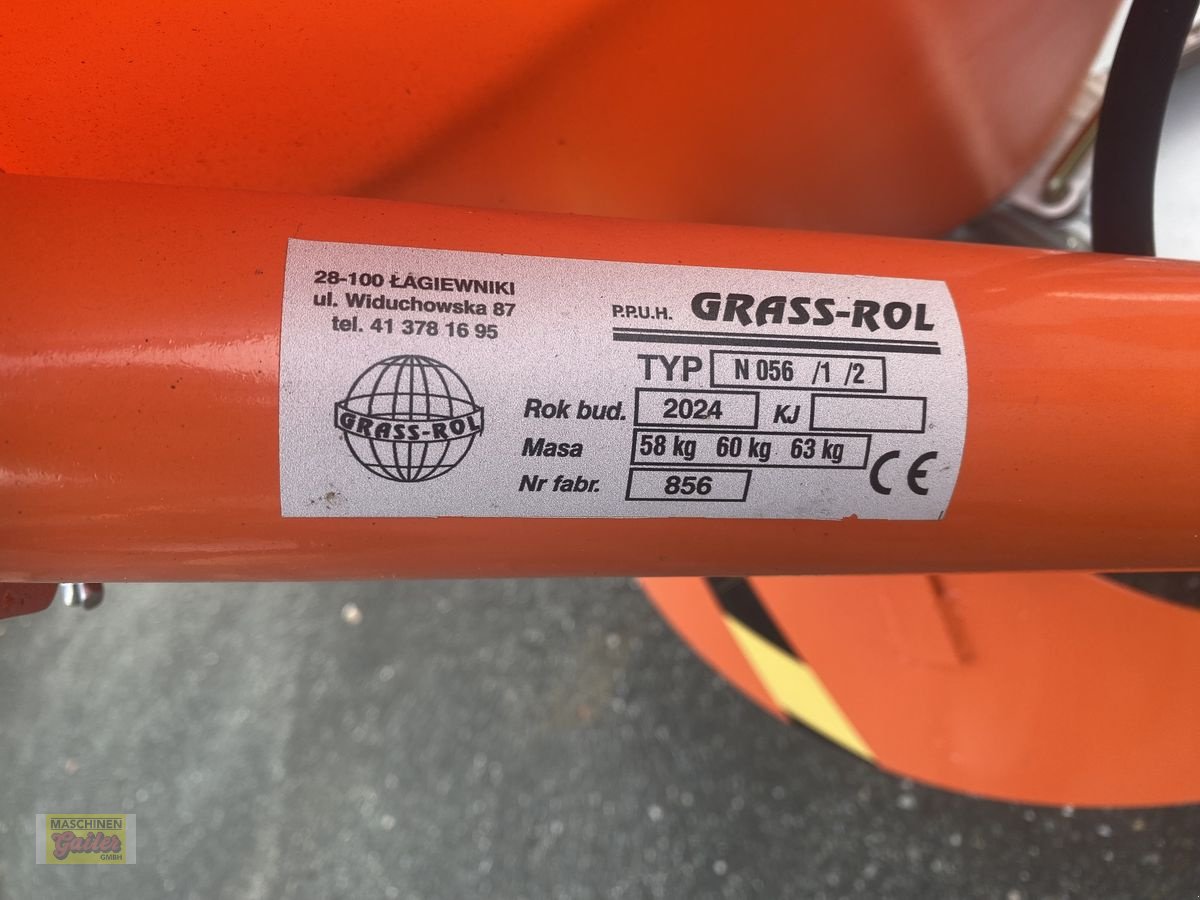 28-100 ŁAGIEWNIKI
ul. Widuchowska 87
tel. 41 378 16 95
GRASS-ROL
P.P.U.H. GRASS-ROL
TYP N 056 /1 /2
Rok bud. 2024 KJ
Masa 58 kg 60 kg 63 kg
Nr fabr. 856
CE
MASCHINEN
Gailer
GMBH